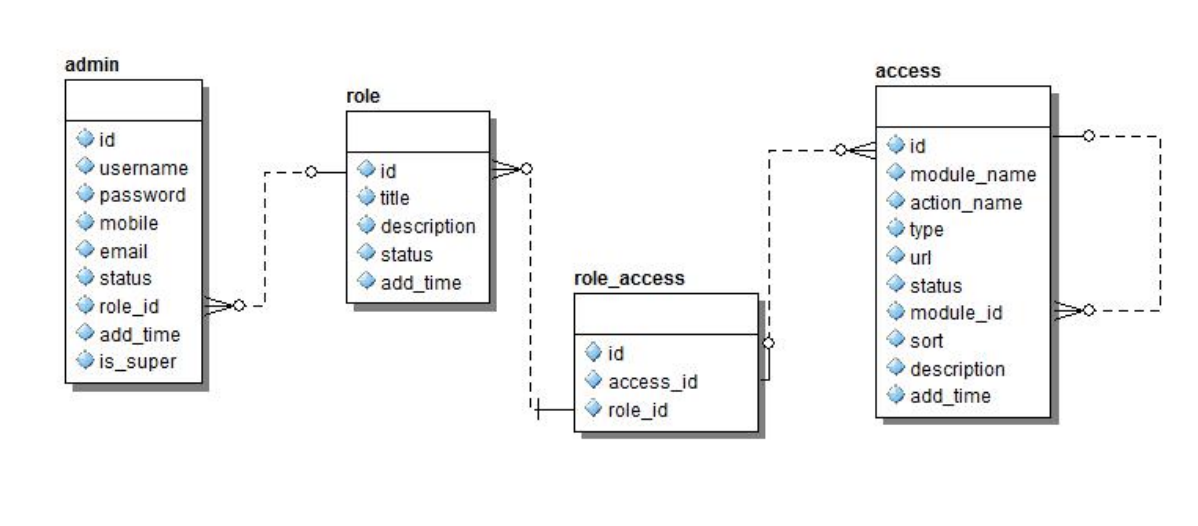 admin
id
username
password
mobile
email
status
role_id
add_time
is_super
role
id
title
description
status
add_time
role_access
id
access_id
role_id
access
id
module_name
action_name
type
url
status
module_id
sort
description
add_time